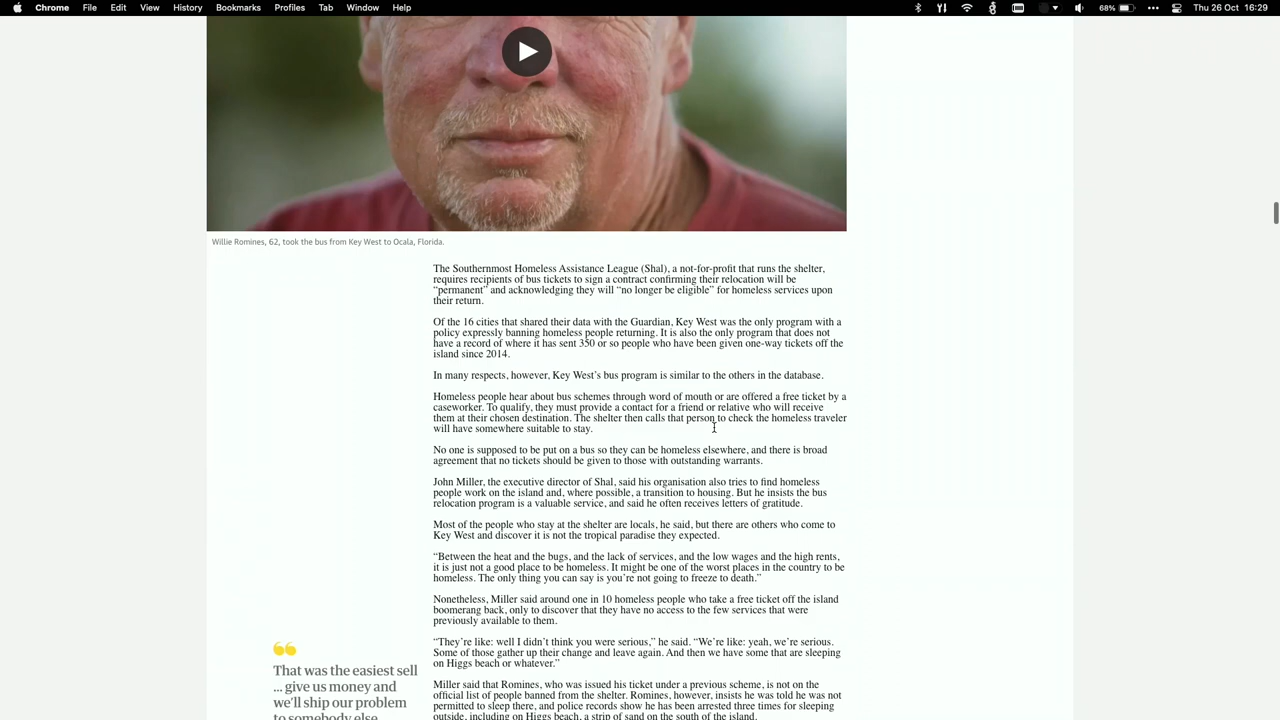 Chrome File Edit View History Bookmarks Profiles Tab Window Help 68% Thu 26 Oct 16:29
Willie Romines, 62, took the bus from Key West to Ocala, Florida.
The Southernmost Homeless Assistance League (Shal), a not-for-profit that runs the shelter,
requires recipients of bus tickets to sign a contract confirming their relocation will be
“permanent” and acknowledging they will “no longer be eligible” for homeless services upon
their return.
Of the 16 cities that shared their data with the Guardian, Key West was the only program with a
policy expressly banning homeless people returning. It is also the only program that does not
have a record of where it has sent 350 or so people who have been given one-way tickets off the
island since 2014.
In many respects, however, Key West’s bus program is similar to the others in the database.
Homeless people hear about bus schemes through word of mouth or are offered a free ticket by a
caseworker. To qualify, they must provide a contact for a friend or relative who will receive
them at their chosen destination. The shelter then calls that person to check the homeless traveler
will have somewhere suitable to stay.
No one is supposed to be put on a bus so they can be homeless elsewhere, and there is broad
agreement that no tickets should be given to those with outstanding warrants.
John Miller, the executive director of Shal, said his organisation also tries to find homeless
people work on the island and, where possible, a transition to housing. But he insists the bus
relocation program is a valuable service, and said he often receives letters of gratitude.
Most of the people who stay at the shelter are locals, he said, but there are others who come to
Key West and discover it is not the tropical paradise they expected.
“Between the heat and the bugs, and the lack of services, and the low wages and the high rents,
it is just not a good place to be homeless. It might be one of the worst places in the country to be
homeless. The only thing you can say is you’re not going to freeze to death.”
Nonetheless, Miller said around one in 10 homeless people who take a free ticket off the island
boomerang back, only to discover that they have no access to the few services that were
previously available to them.
“They’re like: well I didn’t think you were serious,” he said. “We’re like: yeah, we’re serious.
Some of those gather up their change and leave again. And then we have some that are sleeping
on Higgs beach or whatever.”
Miller said that Romines, who was issued his ticket under a previous scheme, is not on the
official list of people banned from the shelter. Romines, however, insists he was told he was not
permitted to sleep there, and police records show he has been arrested three times for sleeping
outside, including on Higgs beach, a strip of sand on the south of the island.
That was the easiest sell
... give us money and
we’ll ship our problem
to somebody else